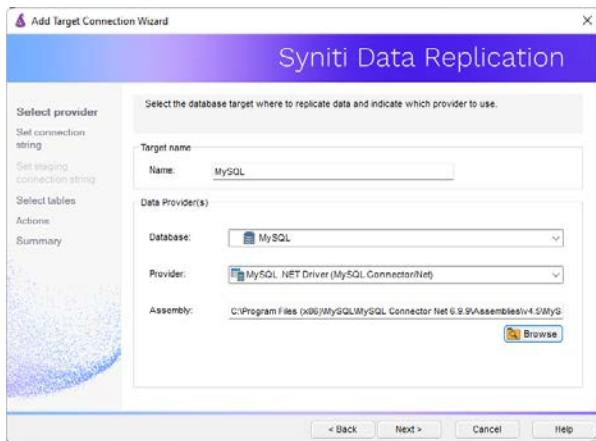 Add Target Connection Wizard
Syniti Data Replication
Select provider
Set connection
string
Set staging
connection string
Select tables
Actions
Summary
Select the database target where to replicate data and indicate which provider to use.
Target name
Name:
MySQL
Data Provider(s)
Database:
MySQL
Provider:
MySQL .NET Driver (MySQL Connector/Net)
Assembly:
C:\Program Files (x86)\MySQL\MySQL Connector Net 6.9.9\Assemblies\v4.5\MyS
Browse
< Back
Next >
Cancel
Help